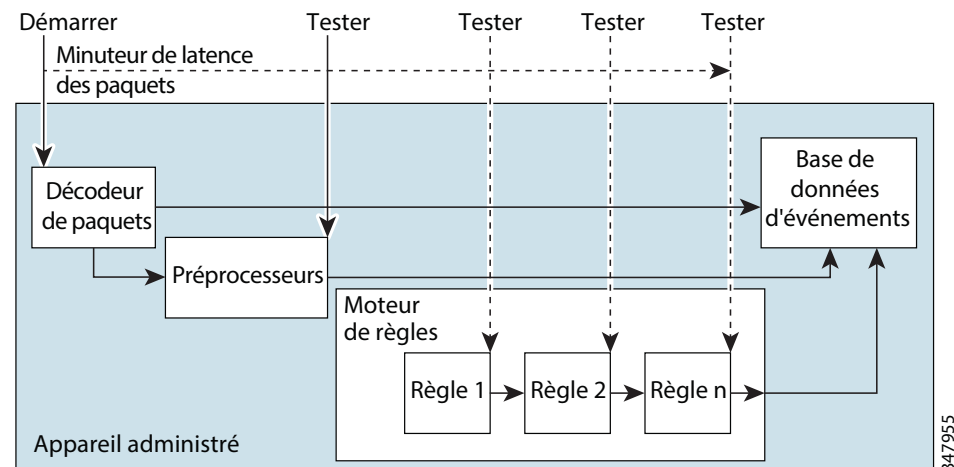 Démarrer
Tester
Tester
Tester
Tester
Minuteur de latence
des paquets
Décodeur
de paquets
Base de
données
d'événements
Préprocesseurs
Moteur
de règles
Règle 1
Règle 2
Règle n
Appareil administré
347955